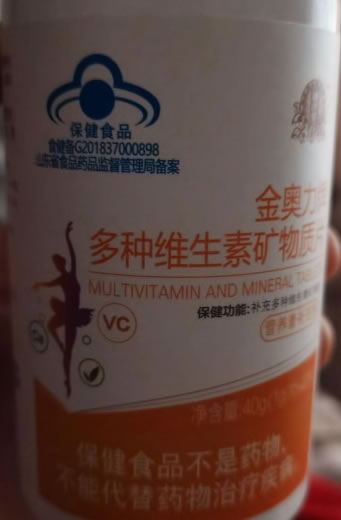 保健食品
食健备G201837000898
山东省食品药品监督管理局备案
金奥力牌
多种维生素矿物质片
MULTIVITAMIN AND MINERAL
保健功能:补充多种维生素
VC
净含量:40g
保健食品不是药物,
不能代替药物治疗疾病。